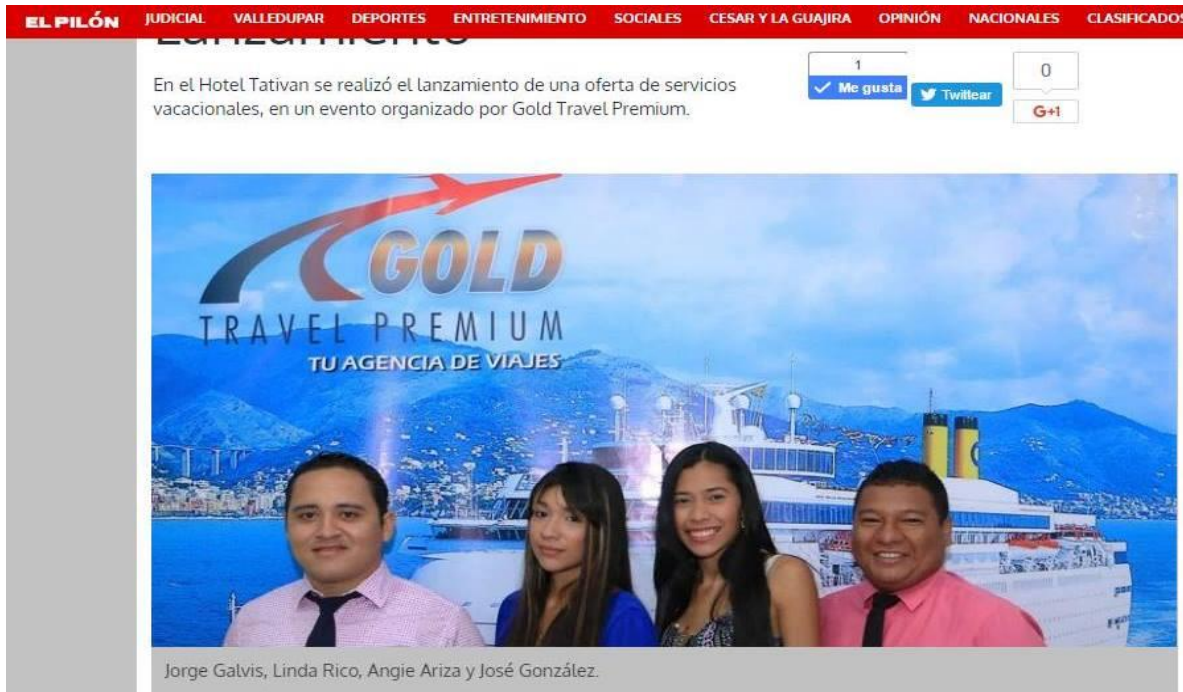 EL PILÓN JUDICIAL VALLEDUPAR DEPORTES ENTRETENIMIENTO SOCIALES CESAR Y LA GUAJIRA OPINIÓN NACIONALES CLASIFICADOS
Lanzamiento
En el Hotel Tativan se realizó el lanzamiento de una oferta de servicios
vacacionales, en un evento organizado por Gold Travel Premium.
1
Me gusta
Twittear
0
G+1
GOLD
TRAVEL PREMIUM
TU AGENCIA DE VIAJES
Jorge Galvis, Linda Rico, Angie Ariza y José González.